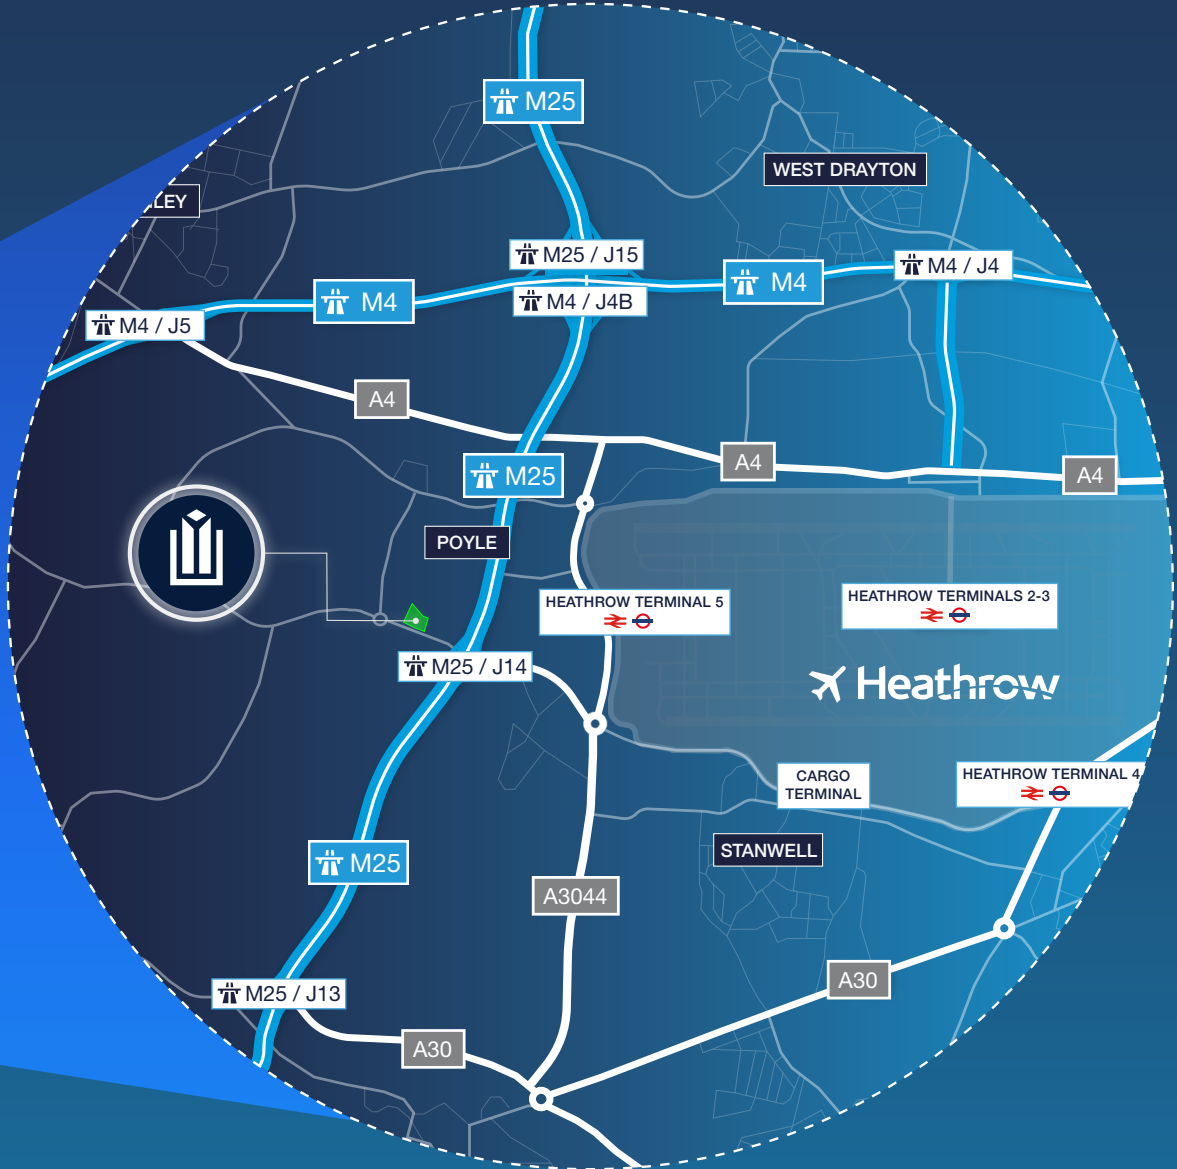 M25
WEST DRAYTON
LEY
M25 / J15
M4 / J4
M4
M4
M4 / J4B
M4 / J5
A4
A4
A4
M25
POYLE
HEATHROW TERMINAL 5
HEATHROW TERMINALS 2-3
M25 / J14
Heathrow
CARGO
TERMINAL
HEATHROW TERMINAL 4
STANWELL
M25
A3044
A30
M25 / J13
A30